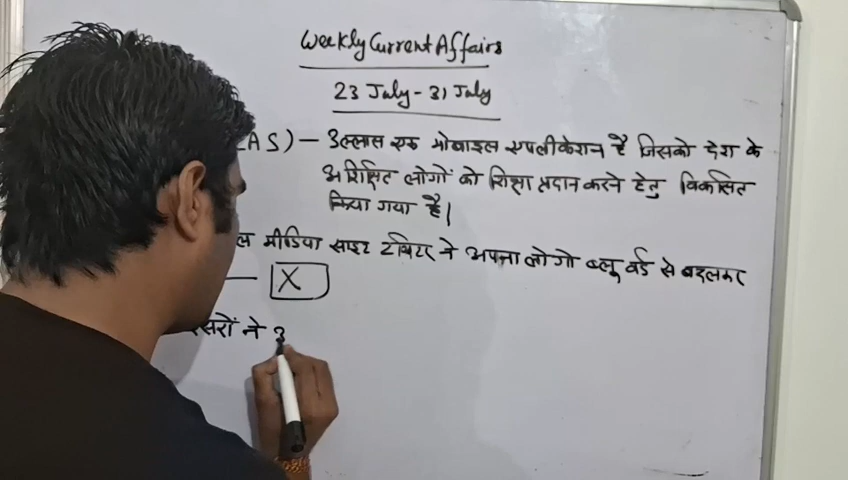 Weekly Current Affairs
23 July - 31 July
LAS) - उल्लास एक मोबाइल एप्लीकेशन है जिसको देश के
अशिक्षित लोगों को शिक्षा प्रदान करने हेतु विकसित
किया गया है।
ल मीडिया साइट ट्विटर ने अपना लोगो ब्लू बर्ड से बदलकर
X
सरों ने